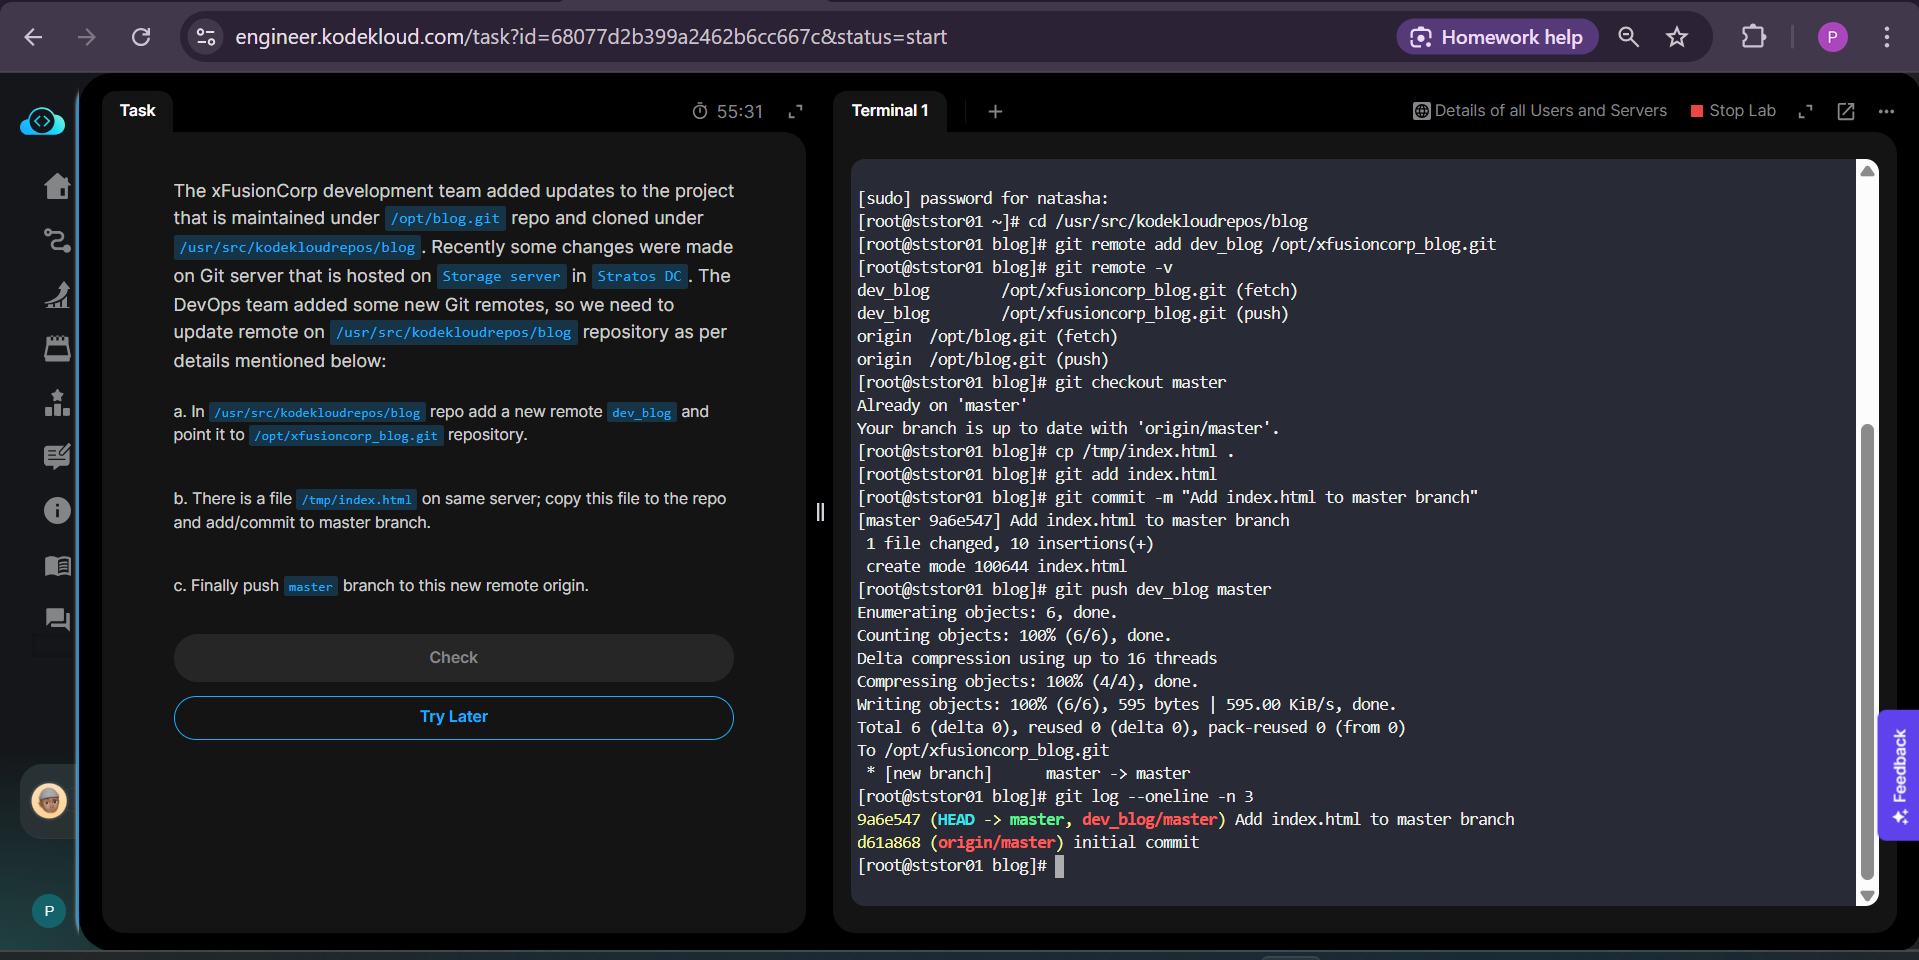 engineer.kodekloud.com/task?id=68077d2b399a2462b6cc667c&status=start
Homework help
P
Task
55:31
The xFusionCorp development team added updates to the project
that is maintained under /opt/blog.git repo and cloned under
/usr/src/kodekloudrepos/blog. Recently some changes were made
on Git server that is hosted on Storage server in Stratos DC. The
DevOps team added some new Git remotes, so we need to
update remote on /usr/src/kodekloudrepos/blog repository as per
details mentioned below:
a. In /usr/src/kodekloudrepos/blog repo add a new remote dev_blog and
point it to /opt/xfusioncorp_blog.git repository.
b. There is a file /tmp/index.html on same server; copy this file to the repo
and add/commit to master branch.
c. Finally push master branch to this new remote origin.
Check
Try Later
P
Terminal 1
+
Details of all Users and Servers
Stop Lab
[sudo] password for natasha:
[root@ststor01 ~]# cd /usr/src/kodekloudrepos/blog
[root@ststor01 blog]# git remote add dev_blog /opt/xfusioncorp_blog.git
[root@ststor01 blog]# git remote -v
dev_blog        /opt/xfusioncorp_blog.git (fetch)
dev_blog        /opt/xfusioncorp_blog.git (push)
origin  /opt/blog.git (fetch)
origin  /opt/blog.git (push)
[root@ststor01 blog]# git checkout master
Already on 'master'
Your branch is up to date with 'origin/master'.
[root@ststor01 blog]# cp /tmp/index.html .
[root@ststor01 blog]# git add index.html
[root@ststor01 blog]# git commit -m "Add index.html to master branch"
[master 9a6e547] Add index.html to master branch
 1 file changed, 10 insertions(+)
 create mode 100644 index.html
[root@ststor01 blog]# git push dev_blog master
Enumerating objects: 6, done.
Counting objects: 100% (6/6), done.
Delta compression using up to 16 threads
Compressing objects: 100% (4/4), done.
Writing objects: 100% (6/6), 595 bytes | 595.00 KiB/s, done.
Total 6 (delta 0), reused 0 (delta 0), pack-reused 0 (from 0)
To /opt/xfusioncorp_blog.git
 * [new branch]      master -> master
[root@ststor01 blog]# git log --oneline -n 3
9a6e547 (HEAD -> master, dev_blog/master) Add index.html to master branch
d61a868 (origin/master) initial commit
[root@ststor01 blog]#
Feedback